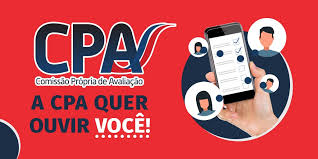 CPA
Comissão Própria de Avaliação
A CPA QUER
OUVIR VOCÊ!